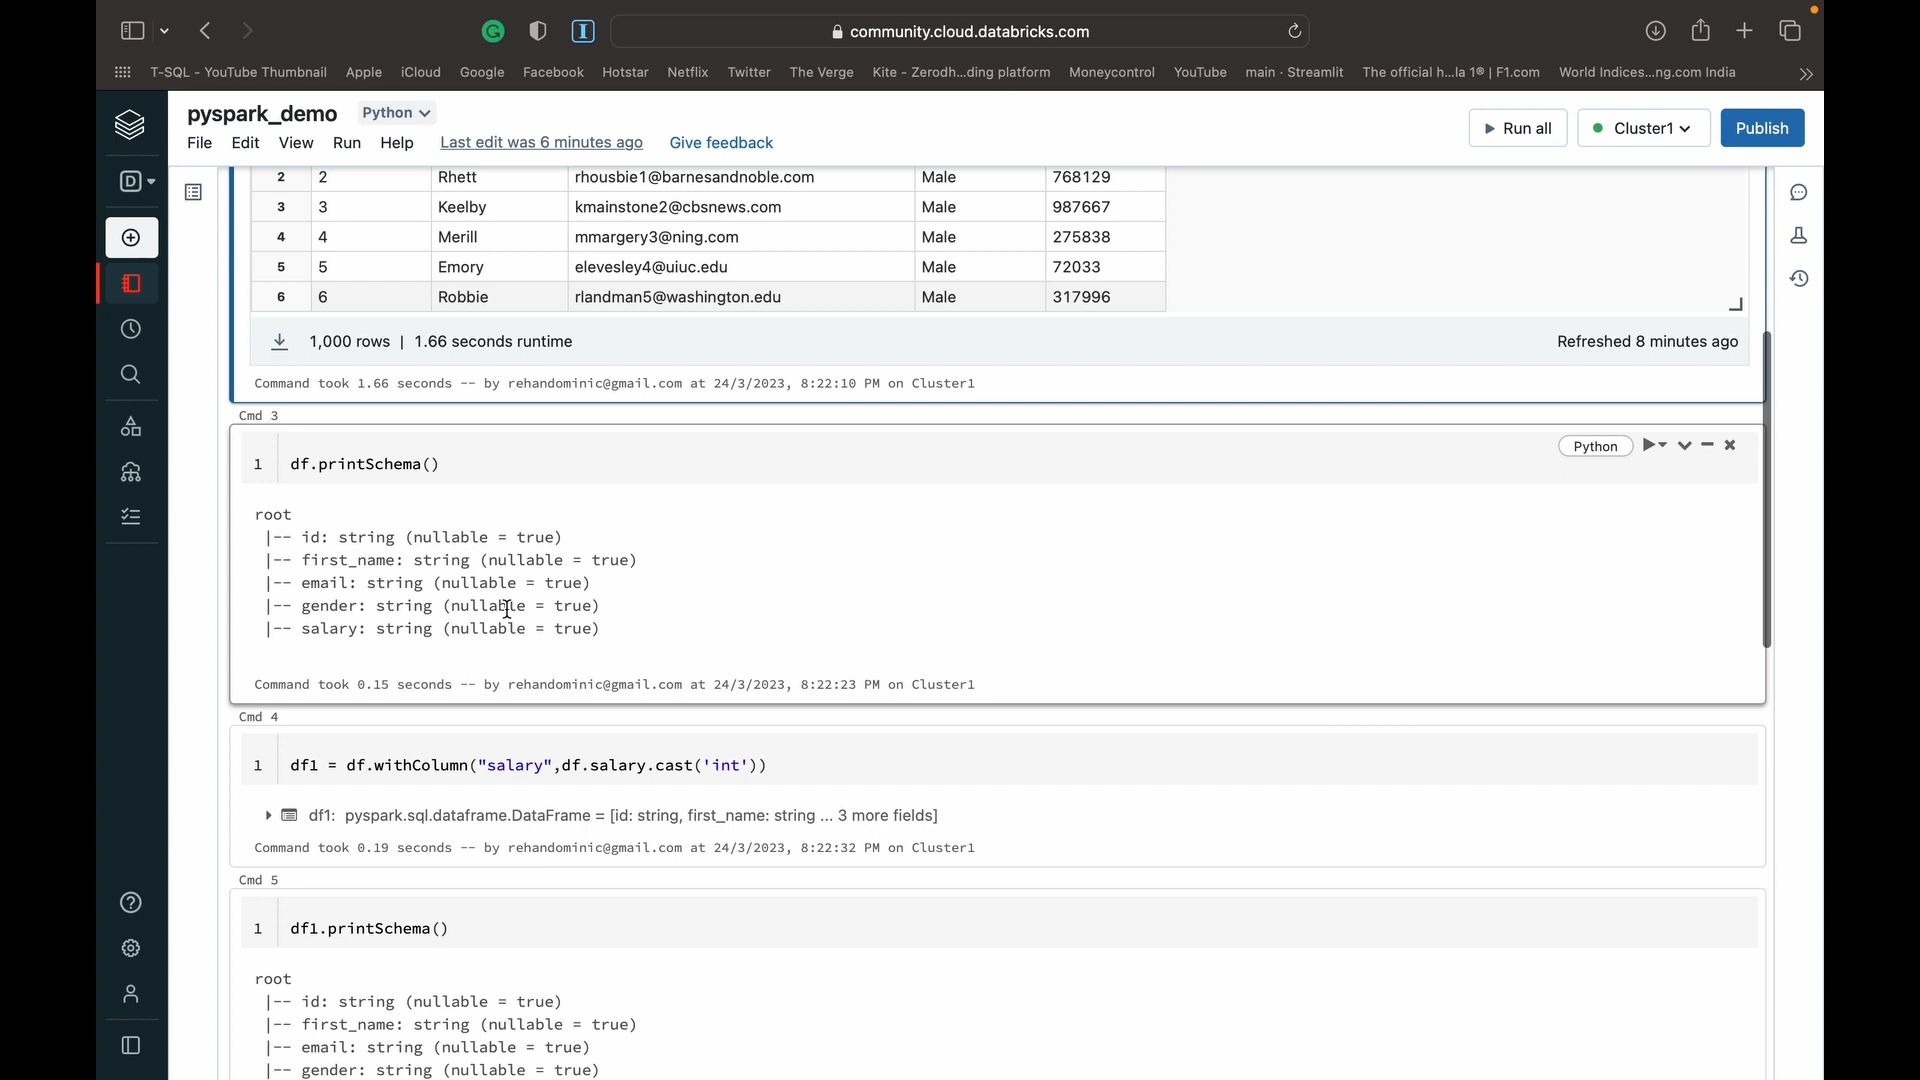 community.cloud.databricks.com
T-SQL - YouTube Thumbnail Apple iCloud Google Facebook Hotstar Netflix Twitter The Verge Kite - Zerodh...ding platform Moneycontrol YouTube main · Streamlit The official h...la 1® | F1.com World Indices...ng.com India
pyspark_demo Python
Run all Cluster1 Publish
File Edit View Run Help Last edit was 6 minutes ago Give feedback
D
2 2 Rhett rhousbie1@barnesandnoble.com Male 768129
3 3 Keelby kmainstone2@cbsnews.com Male 987667
4 4 Merill mmargery3@ning.com Male 275838
5 5 Emory elevesley4@uiuc.edu Male 72033
6 6 Robbie rlandman5@washington.edu Male 317996
1,000 rows | 1.66 seconds runtime Refreshed 8 minutes ago
Command took 1.66 seconds -- by rehandominic@gmail.com at 24/3/2023, 8:22:10 PM on Cluster1
Cmd 3
Python
1 df.printSchema()
root
|-- id: string (nullable = true)
|-- first_name: string (nullable = true)
|-- email: string (nullable = true)
|-- gender: string (nullable = true)
|-- salary: string (nullable = true)
Command took 0.15 seconds -- by rehandominic@gmail.com at 24/3/2023, 8:22:23 PM on Cluster1
Cmd 4
1 df1 = df.withColumn("salary",df.salary.cast('int'))
df1: pyspark.sql.dataframe.DataFrame = [id: string, first_name: string ... 3 more fields]
Command took 0.19 seconds -- by rehandominic@gmail.com at 24/3/2023, 8:22:32 PM on Cluster1
Cmd 5
1 df1.printSchema()
root
|-- id: string (nullable = true)
|-- first_name: string (nullable = true)
|-- email: string (nullable = true)
|-- gender: string (nullable = true)